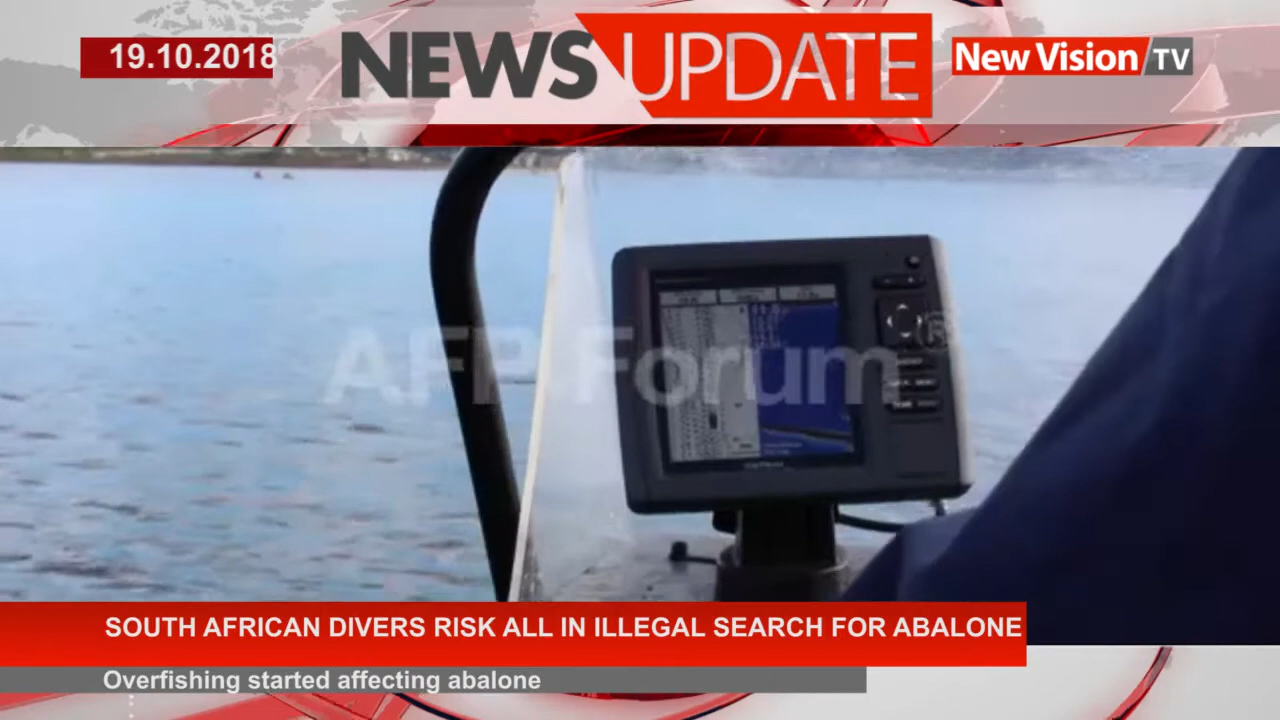 19.10.2018
NEWS UPDATE
New Vision TV
AFP Forum
SOUTH AFRICAN DIVERS RISK ALL IN ILLEGAL SEARCH FOR ABALONE
Overfishing started affecting abalone